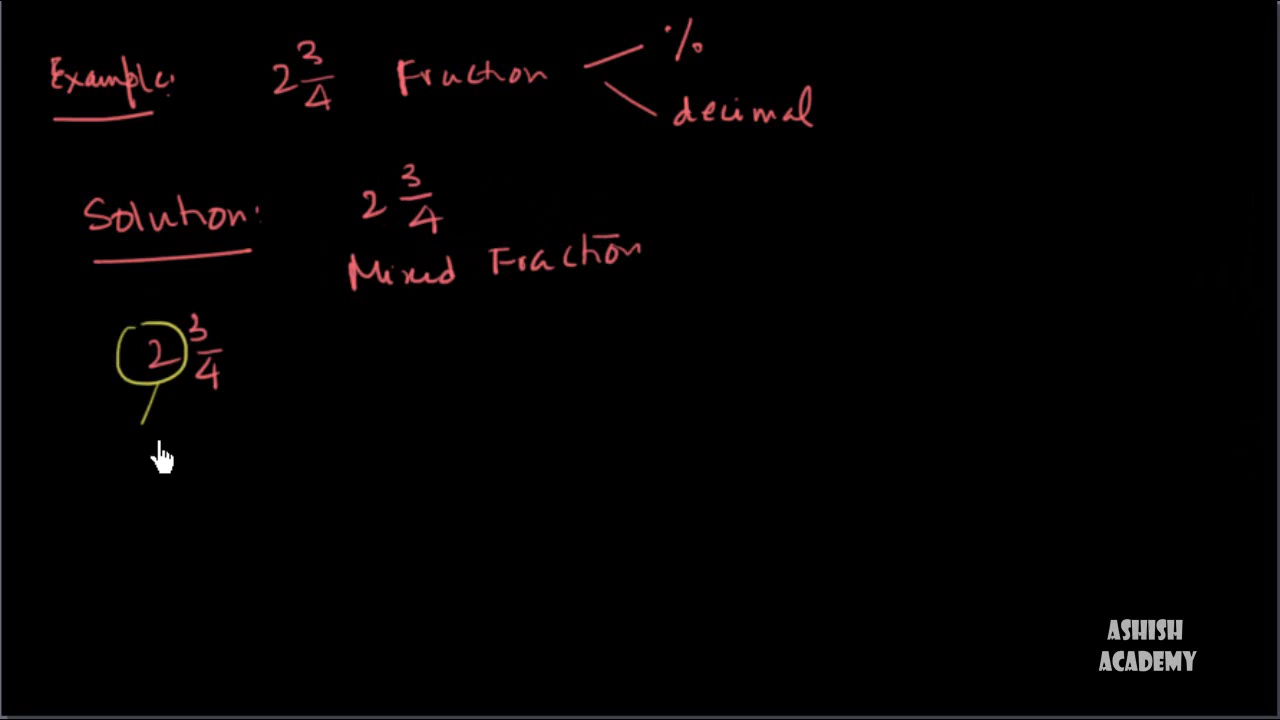 Example: 2 3/4 Fraction % decimal
Solution: 2 3/4
Mixed Fraction
2 3/4
ASHISH
ACADEMY